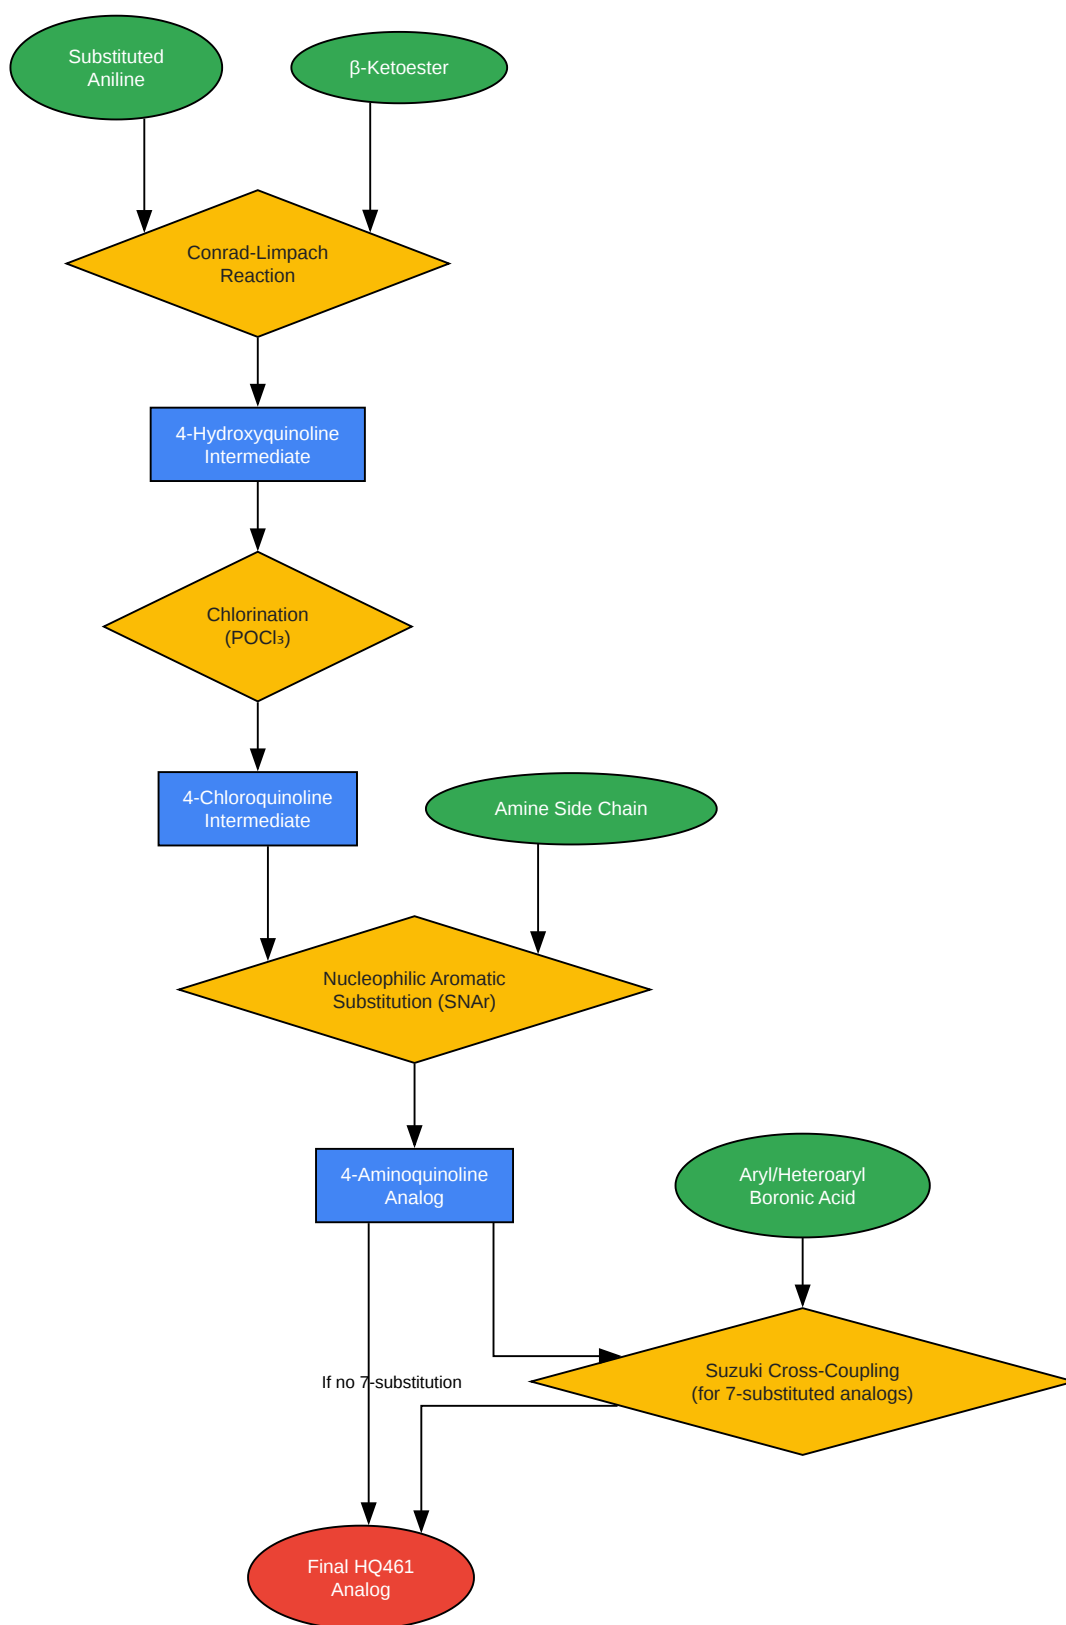 Substituted
Aniline
β-Ketoester
Conrad-Limpach
Reaction
4-Hydroxyquinoline
Intermediate
Chlorination
(POCl₃)
4-Chloroquinoline
Intermediate
Amine Side Chain
Nucleophilic Aromatic
Substitution (SNAr)
4-Aminoquinoline
Analog
Aryl/Heteroaryl
Boronic Acid
Suzuki Cross-Coupling
(for 7-substituted analogs)
If no 7-substitution
Final HQ461
Analog